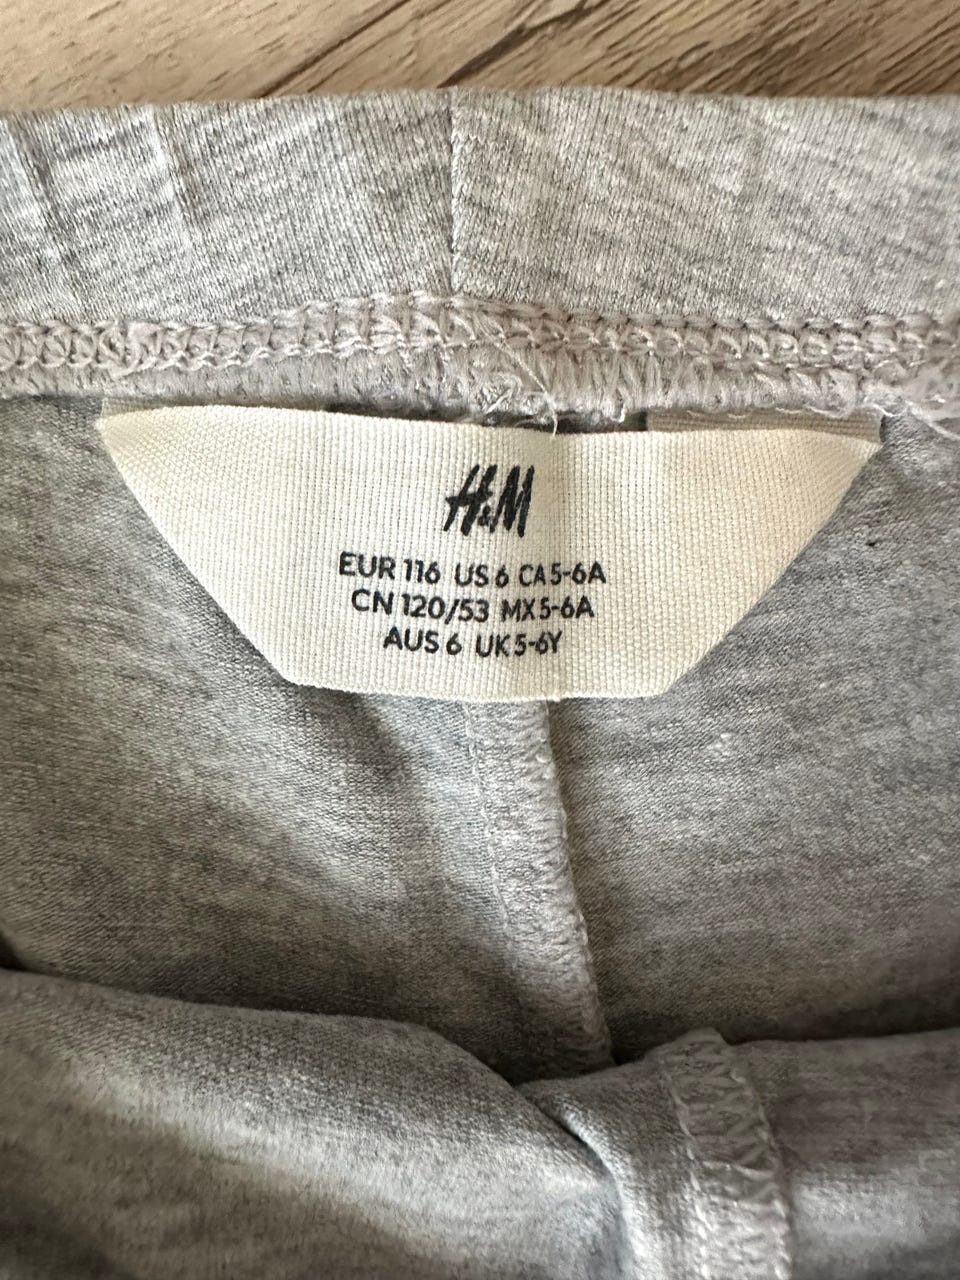 H&M
EUR 116 US 6 CA 5-6A
CN 120/53 MX 5-6A
AUS 6 UK 5-6Y